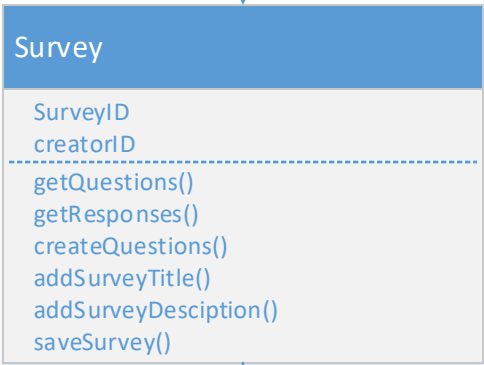 Survey
SurveyID
creatorID
getQuestions()
getResponses()
createQuestions()
addSurveyTitle()
addSurveyDesciption()
saveSurvey()